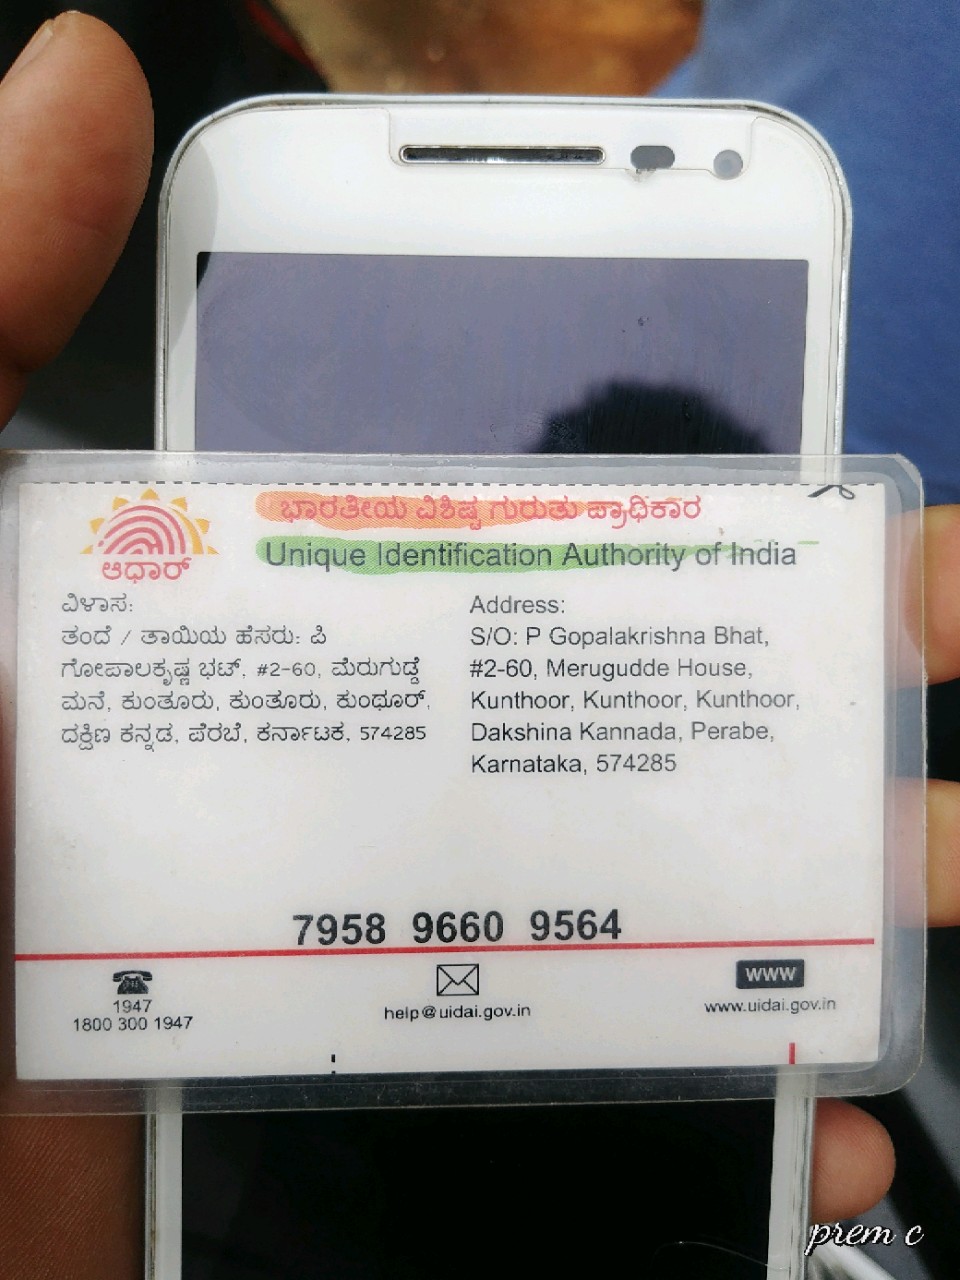 ಆಧಾರ್
ಭಾರತೀಯ ವಿಶಿಷ್ಟ ಗುರುತು ಪ್ರಾಧಿಕಾರ
Unique Identification Authority of India
ವಿಳಾಸ:
ತಂದೆ / ತಾಯಿಯ ಹೆಸರು: ಪಿ
ಗೋಪಾಲಕೃಷ್ಣ ಭಟ್, #2-60, ಮೆರುಗುಡ್ಡೆ
ಮನೆ, ಕುಂತೂರು, ಕುಂತೂರು, ಕುಂಥೂರ್,
ದಕ್ಷಿಣ ಕನ್ನಡ, ಪೆರಬೆ, ಕರ್ನಾಟಕ, 574285
Address:
S/O: P Gopalakrishna Bhat,
#2-60, Merugudde House,
Kunthoor, Kunthoor, Kunthoor,
Dakshina Kannada, Perabe,
Karnataka, 574285
7958 9660 9564
1947
1800 300 1947
help@uidai.gov.in
WWW
www.uidai.gov.in
prem c